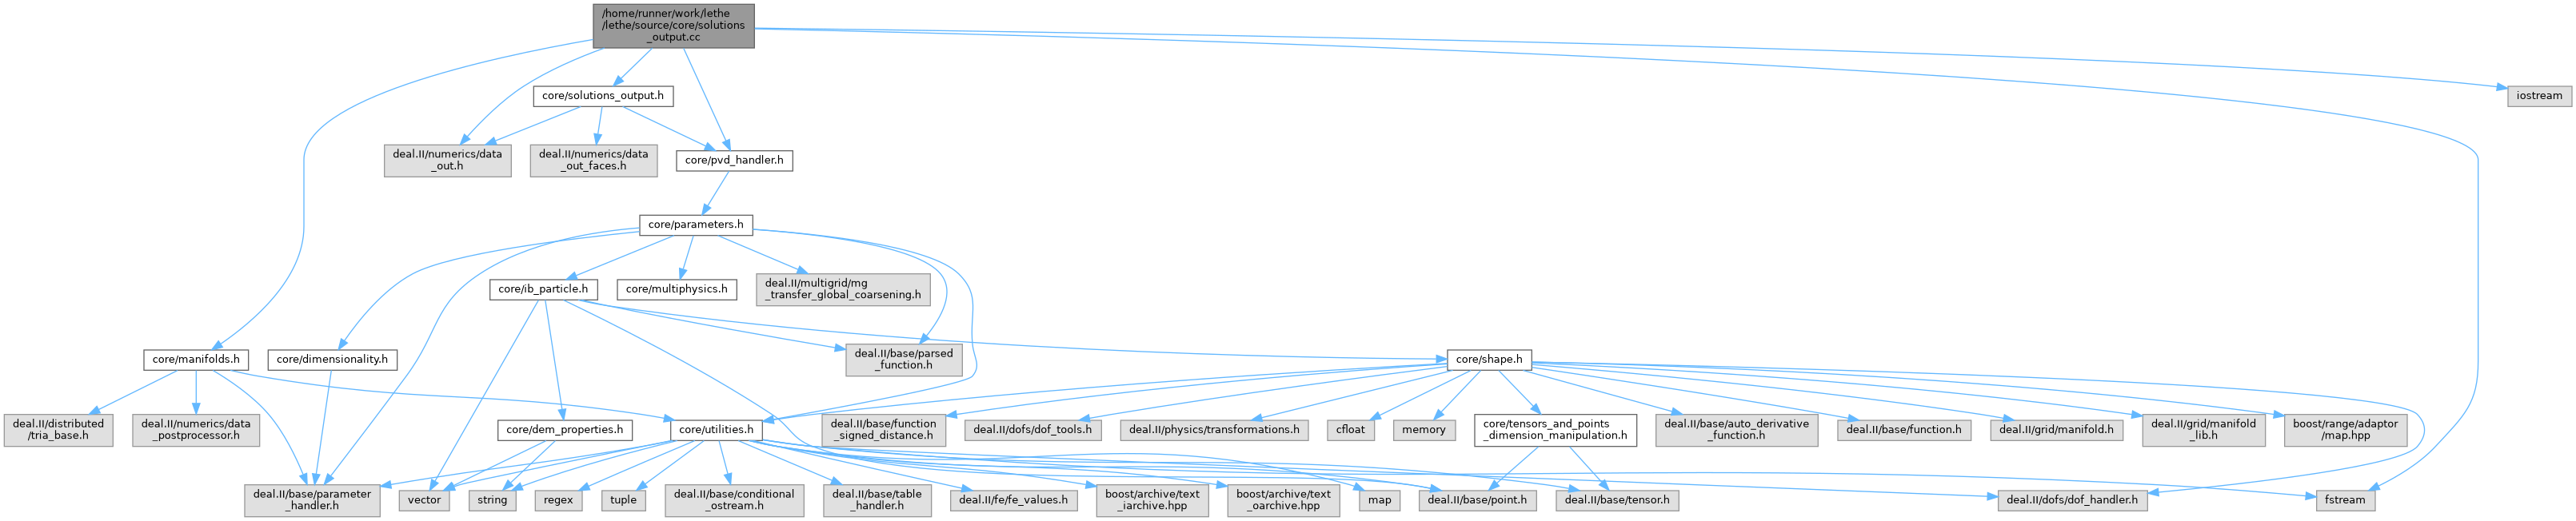 /home/runner/work/lethe
/lethe/source/core/solutions
_output.cc
core/solutions_output.h
iostream
deal.II/numerics/data
_out.h
deal.II/numerics/data
_out_faces.h
core/pvd_handler.h
core/parameters.h
core/ib_particle.h
core/multiphysics.h
deal.II/multigrid/mg
_transfer_global_coarsening.h
core/manifolds.h
core/dimensionality.h
deal.II/base/parsed
_function.h
core/shape.h
deal.II/distributed
/tria_base.h
deal.II/numerics/data
_postprocessor.h
core/dem_properties.h
core/utilities.h
deal.II/base/function
_signed_distance.h
deal.II/dofs/dof_tools.h
deal.II/physics/transformations.h
cfloat
memory
core/tensors_and_points
_dimension_manipulation.h
deal.II/base/auto_derivative
_function.h
deal.II/base/function.h
deal.II/grid/manifold.h
deal.II/grid/manifold
_lib.h
boost/range/adaptor
/map.hpp
deal.II/base/parameter
_handler.h
vector
string
regex
tuple
deal.II/base/conditional
_ostream.h
deal.II/base/table
_handler.h
deal.II/fe/fe_values.h
boost/archive/text
_iarchive.hpp
boost/archive/text
_oarchive.hpp
map
deal.II/base/point.h
deal.II/base/tensor.h
deal.II/dofs/dof_handler.h
fstream